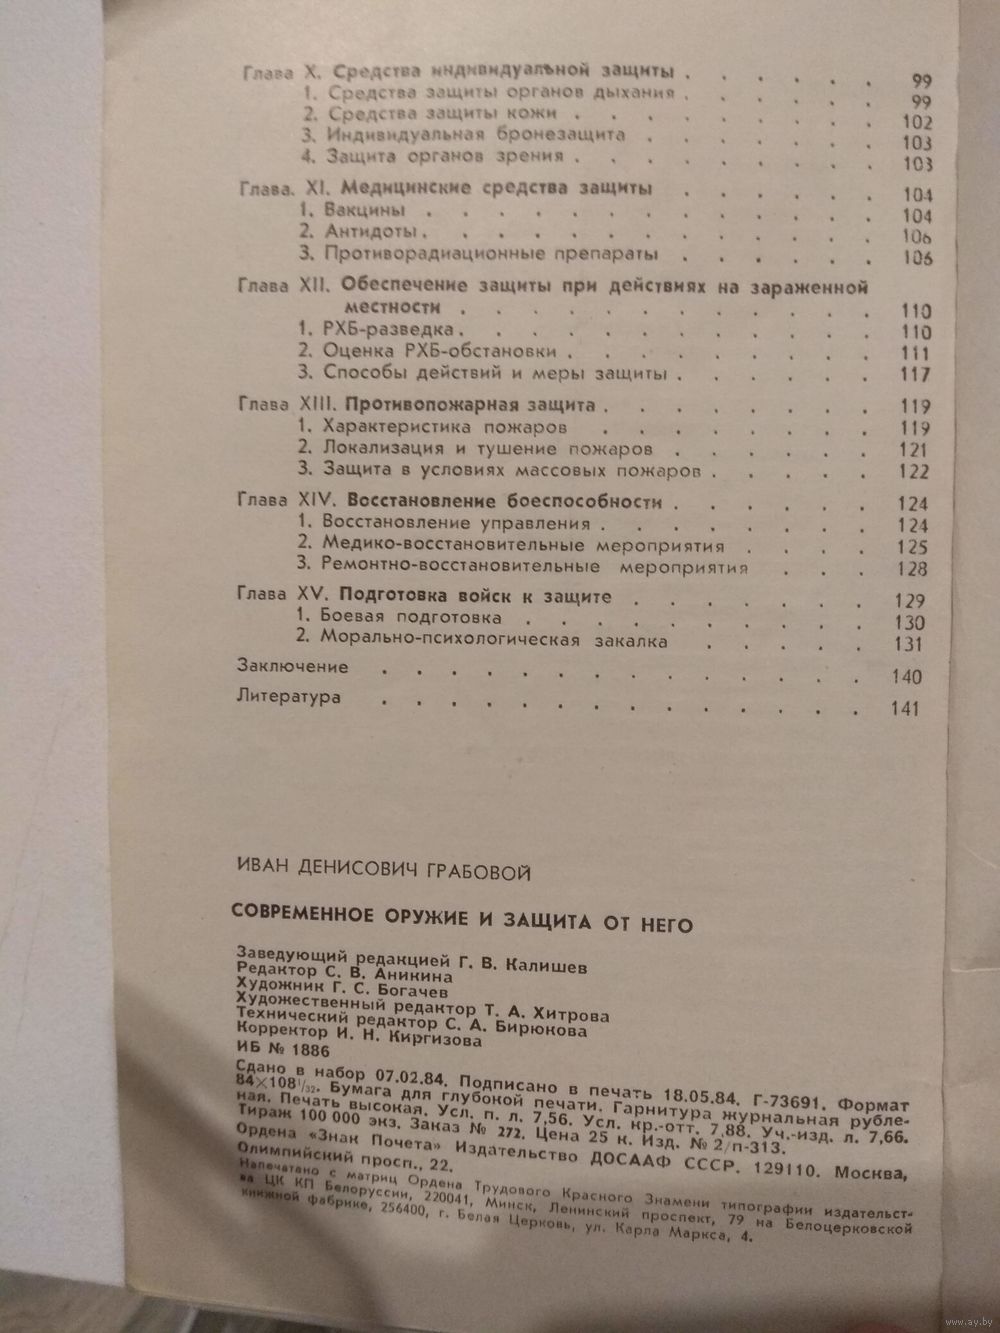 Глава X. Средства индивидуальной защиты . . . . . . 99
1. Средства защиты органов дыхания . . . . . . 99
2. Средства защиты кожи . . . . . . . . . 102
3. Индивидуальная бронезащита . . . . . . . 103
4. Защита органов зрения . . . . . . . . . 103
Глава. XI. Медицинские средства защиты . . . . . . 104
1. Вакцины . . . . . . . . . . . . . 104
2. Антидоты . . . . . . . . . . . . . 106
3. Противорадиационные препараты . . . . . . 106
Глава XII. Обеспечение защиты при действиях на зараженной
местности . . . . . . . . . . . . 110
1. РХБ-разведка . . . . . . . . . . . . 110
2. Оценка РХБ-обстановки . . . . . . . . . 111
3. Способы действий и меры защиты . . . . . . 117
Глава XIII. Противопожарная защита . . . . . . . . 119
1. Характеристика пожаров . . . . . . . . 119
2. Локализация и тушение пожаров . . . . . . 121
3. Защита в условиях массовых пожаров . . . . . 122
Глава XIV. Восстановление боеспособности . . . . . . 124
1. Восстановление управления . . . . . . . . 124
2. Медико-восстановительные мероприятия . . . . 125
3. Ремонтно-восстановительные мероприятия . . . 128
Глава XV. Подготовка войск к защите . . . . . . . 129
1. Боевая подготовка . . . . . . . . . . 130
2. Морально-психологическая закалка . . . . . 131
Заключение . . . . . . . . . . . . . . 140
Литература . . . . . . . . . . . . . . 141
ИВАН ДЕНИСОВИЧ ГРАБОВОЙ
СОВРЕМЕННОЕ ОРУЖИЕ И ЗАЩИТА ОТ НЕГО
Заведующий редакцией Г. В. Калишев
Редактор С. В. Аникина
Художник Г. С. Богачев
Художественный редактор Т. А. Хитрова
Технический редактор С. А. Бирюкова
Корректор И. Н. Киргизова
ИБ № 1886
Сдано в набор 07.02.84. Подписано в печать 18.05.84. Г-73691. Формат
84×108 1/32. Бумага для глубокой печати. Гарнитура журнальная рубле-
ная. Печать высокая. Усл. п. л. 7,56. Усл. кр.-отт. 7,88. Уч.-изд. л. 7,66.
Тираж 100 000 экз. Заказ № 272. Цена 25 к. Изд. № 2/п-313.
Ордена «Знак Почета» Издательство ДОСААФ СССР. 129110. Москва,
Олимпийский просп., 22.
Напечатано с матриц Ордена Трудового Красного Знамени типографии издательст-
ва ЦК КП Белоруссии, 220041, Минск, Ленинский проспект, 79 на Белоцерковской
книжной фабрике, 256400, г. Белая Церковь, ул. Карла Маркса, 4.
www.ay.by